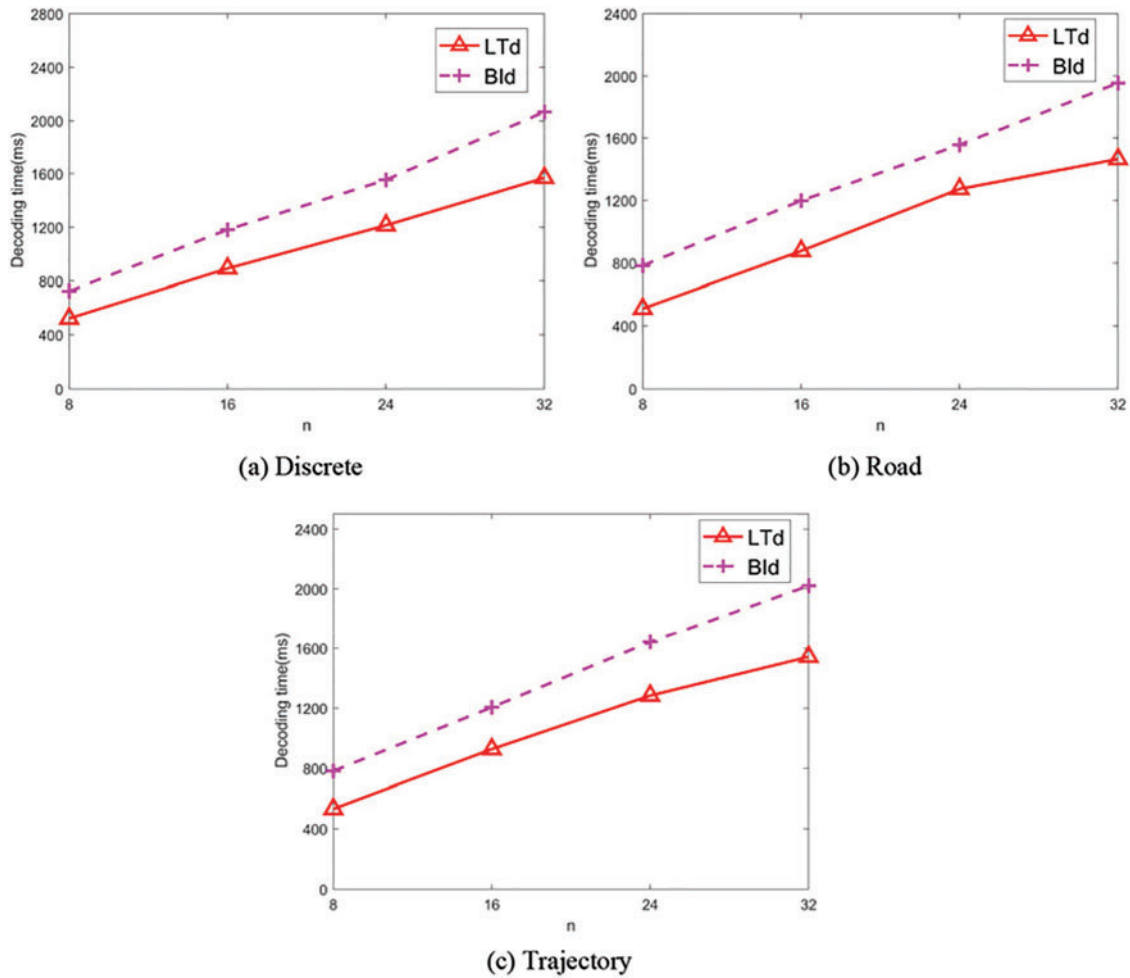 2800
2400
2000
1600
1200
800
400
0
Decoding time(ms)
LTd
BId
8 16 24 32
n
(a) Discrete
2400
2000
1600
1200
800
400
0
Decoding time(ms)
LTd
BId
8 16 24 32
n
(b) Road
2400
2000
1600
1200
800
400
0
Decoding time(ms)
LTd
BId
8 16 24 32
n
(c) Trajectory